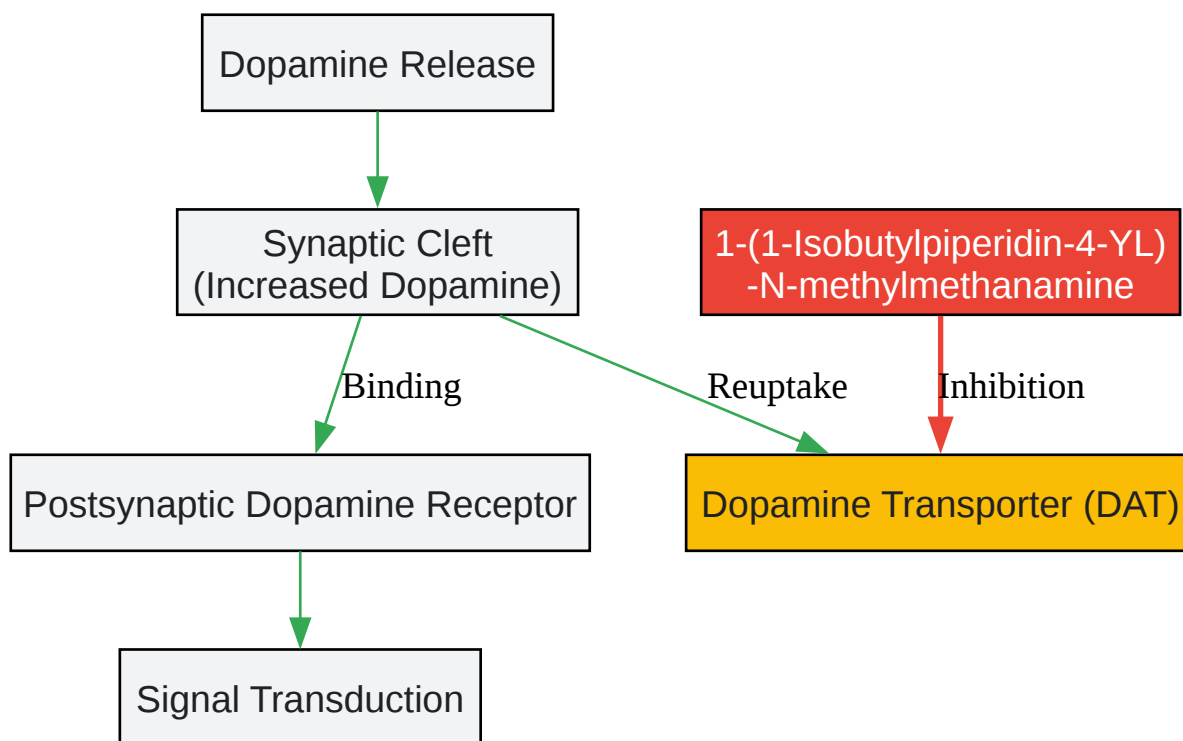 Dopamine Release
Synaptic Cleft
(Increased Dopamine)
1-(1-Isobutylpiperidin-4-YL)
-N-methylmethanamine
Binding
Reuptake
Inhibition
Postsynaptic Dopamine Receptor
Dopamine Transporter (DAT)
Signal Transduction